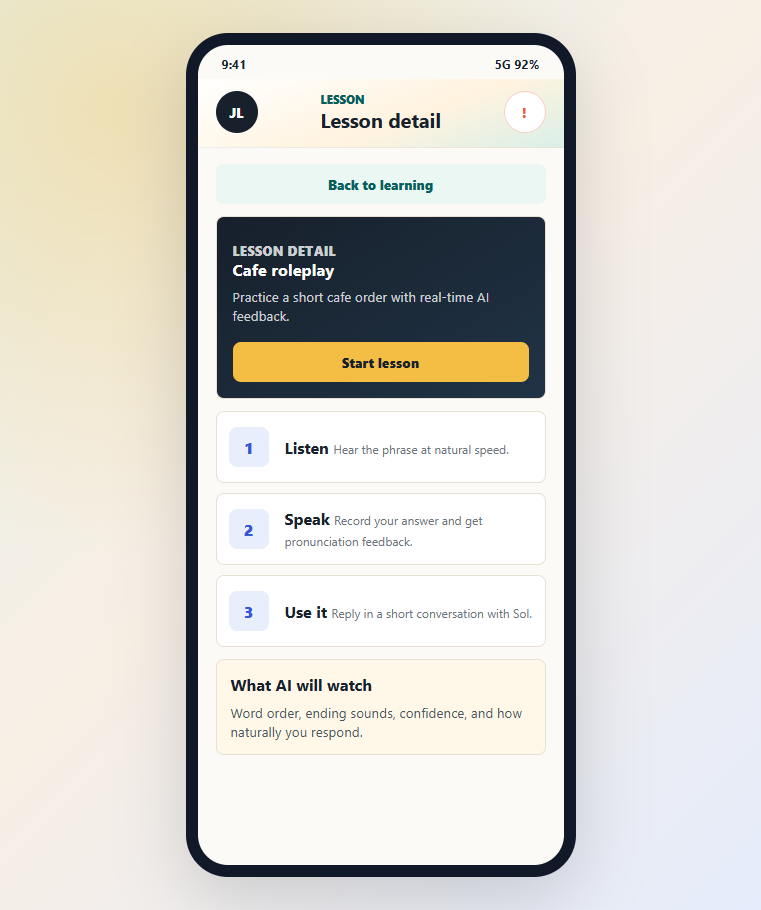 9:41 5G 92%
JL
LESSON
Lesson detail
!
Back to learning
LESSON DETAIL
Cafe roleplay
Practice a short cafe order with real-time AI
feedback.
Start lesson
1 Listen Hear the phrase at natural speed.
2 Speak Record your answer and get
pronunciation feedback.
3 Use it Reply in a short conversation with Sol.
What AI will watch
Word order, ending sounds, confidence, and how
naturally you respond.